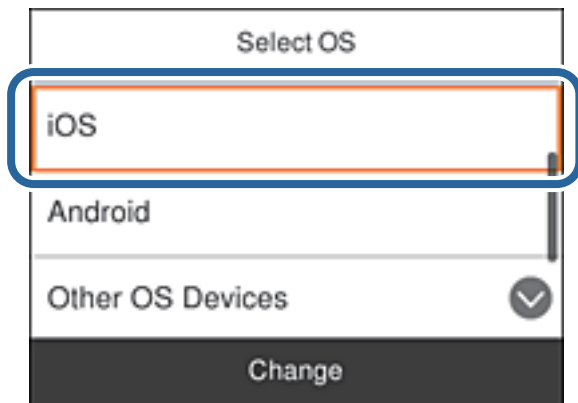 Select OS
iOS
Android
Other OS Devices
Change